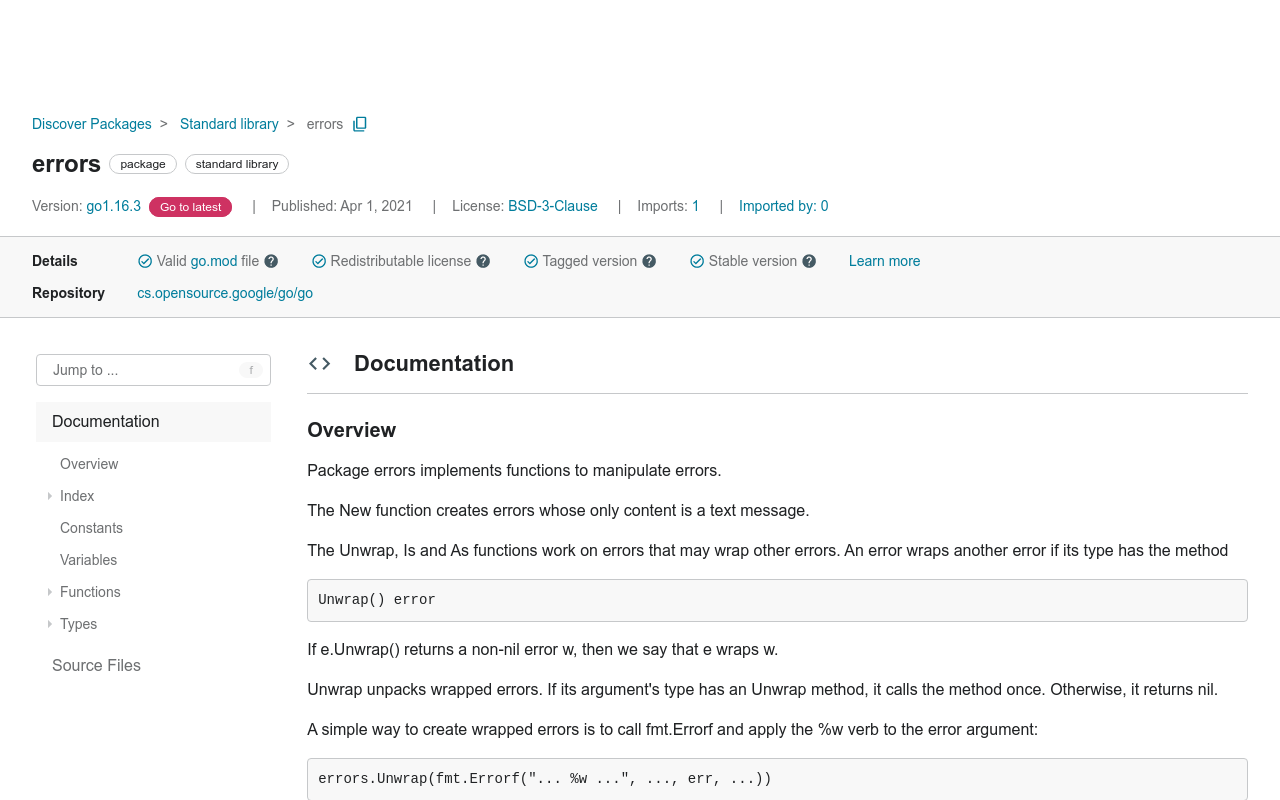 Discover Packages > Standard library > errors
errors package standard library
Version: go1.16.3 Go to latest | Published: Apr 1, 2021 | License: BSD-3-Clause | Imports: 1 | Imported by: 0
Details Valid go.mod file ? Redistributable license ? Tagged version ? Stable version ? Learn more
Repository cs.opensource.google/go/go
Jump to ... f
Documentation
Overview
Index
Constants
Variables
Functions
Types
Source Files
Documentation
Overview
Package errors implements functions to manipulate errors.
The New function creates errors whose only content is a text message.
The Unwrap, Is and As functions work on errors that may wrap other errors. An error wraps another error if its type has the method
Unwrap() error
If e.Unwrap() returns a non-nil error w, then we say that e wraps w.
Unwrap unpacks wrapped errors. If its argument's type has an Unwrap method, it calls the method once. Otherwise, it returns nil.
A simple way to create wrapped errors is to call fmt.Errorf and apply the %w verb to the error argument:
errors.Unwrap(fmt.Errorf("... %w ...", ..., err, ...))